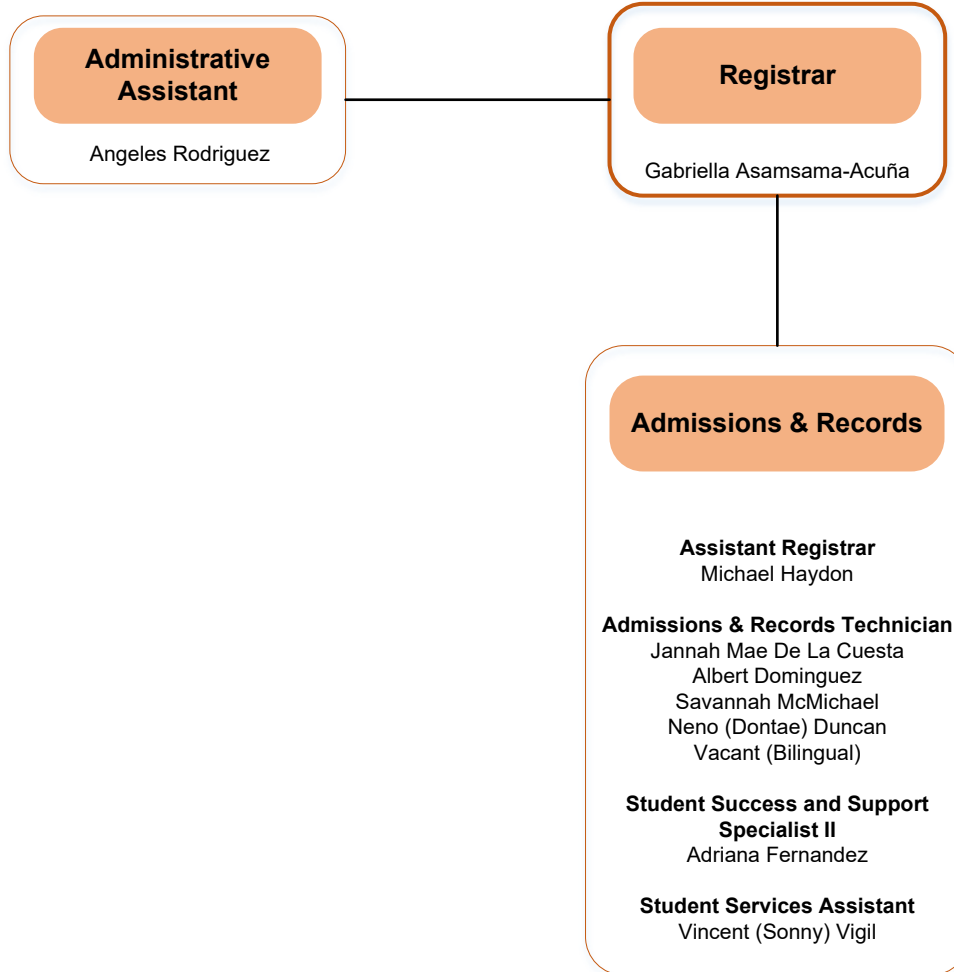 Administrative
Assistant
Angeles Rodriguez
Registrar
Gabriella Asamsama-Acuña
Admissions & Records
Assistant Registrar
Michael Haydon
Admissions & Records Technician
Jannah Mae De La Cuesta
Albert Dominguez
Savannah McMichael
Neno (Dontae) Duncan
Vacant (Bilingual)
Student Success and Support
Specialist II
Adriana Fernandez
Student Services Assistant
Vincent (Sonny) Vigil